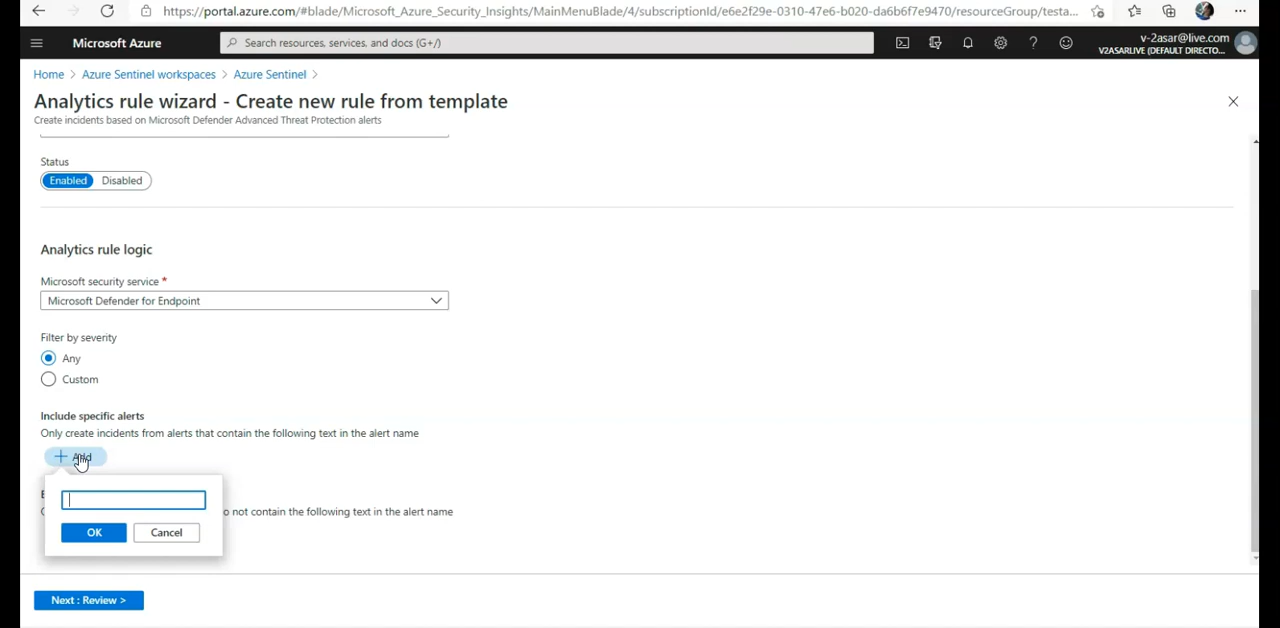 https://portal.azure.com/#blade/Microsoft_Azure_Security_Insights/MainMenuBlade/4/subscriptionId/e6e2f29e-0310-47e6-b020-da6b6f7e9470/resourceGroup/testa...
Microsoft Azure
Search resources, services, and docs (G+/)
v-2asar@live.com
V2ASARLIVE (DEFAULT DIRECTO...
Home > Azure Sentinel workspaces > Azure Sentinel >
Analytics rule wizard - Create new rule from template
Create incidents based on Microsoft Defender Advanced Threat Protection alerts
Status
Enabled Disabled
Analytics rule logic
Microsoft security service *
Microsoft Defender for Endpoint
Filter by severity
Any
Custom
Include specific alerts
Only create incidents from alerts that contain the following text in the alert name
+ Add
not contain the following text in the alert name
OK Cancel
Next : Review >